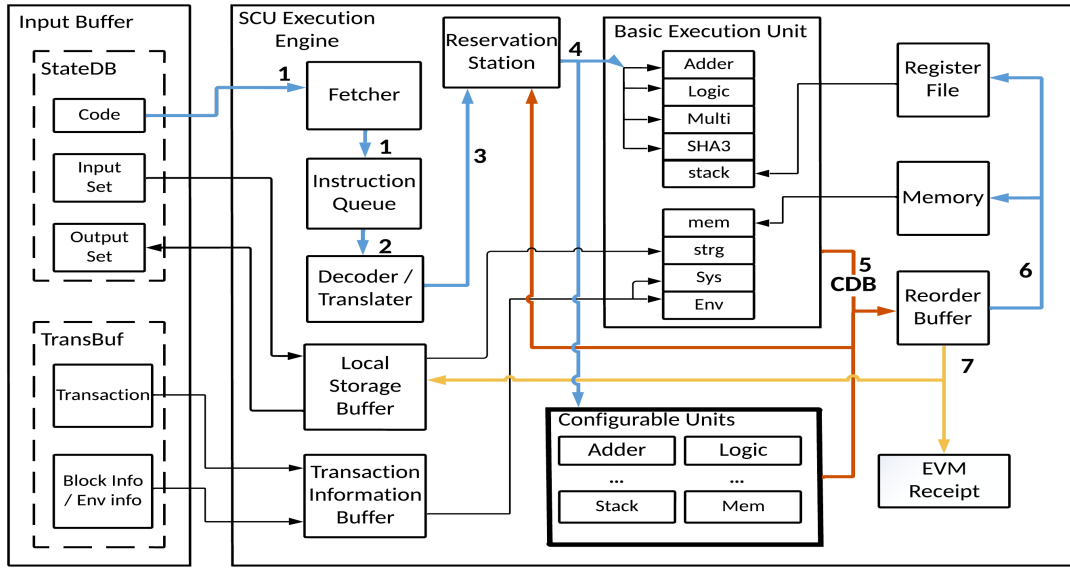 Input Buffer
StateDB
Code
Input
Set
Output
Set
TransBuf
Transaction
Block Info
/ Env info
SCU Execution
Engine
1
Fetcher
1
Instruction
Queue
2
Decoder /
Translater
3
Local
Storage
Buffer
Transaction
Information
Buffer
Reservation
Station
4
Basic Execution Unit
Adder
Logic
Multi
SHA3
stack
mem
strg
Sys
Env
5
CDB
Configurable Units
Adder
Logic
...
...
Stack
Mem
Register
File
Memory
6
Reorder
Buffer
7
EVM
Receipt